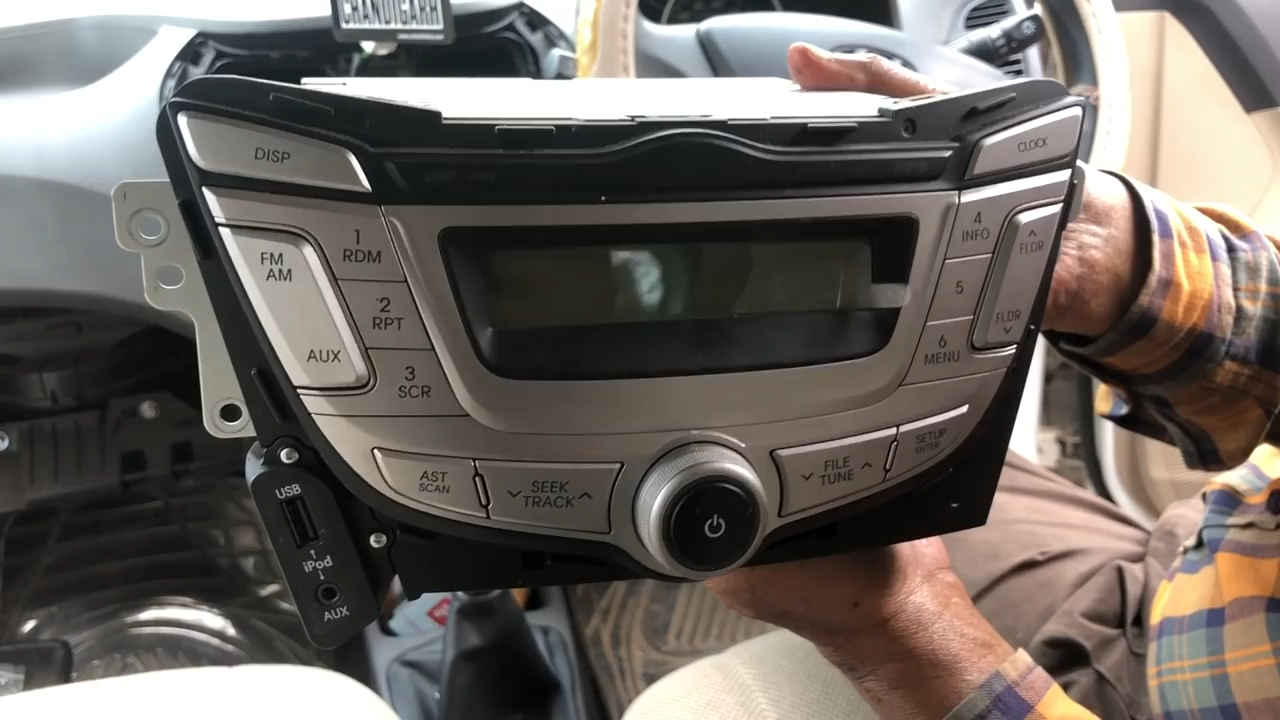 CHANDIGARH
DISP
CLOCK
FM
AM
AUX
1
RDM
2
RPT
3
SCR
4
INFO
5
6
MENU
FLDR
FLDR
AST
SCAN
SEEK
TRACK
FILE
TUNE
SETUP
ENTER
USB
iPod
AUX